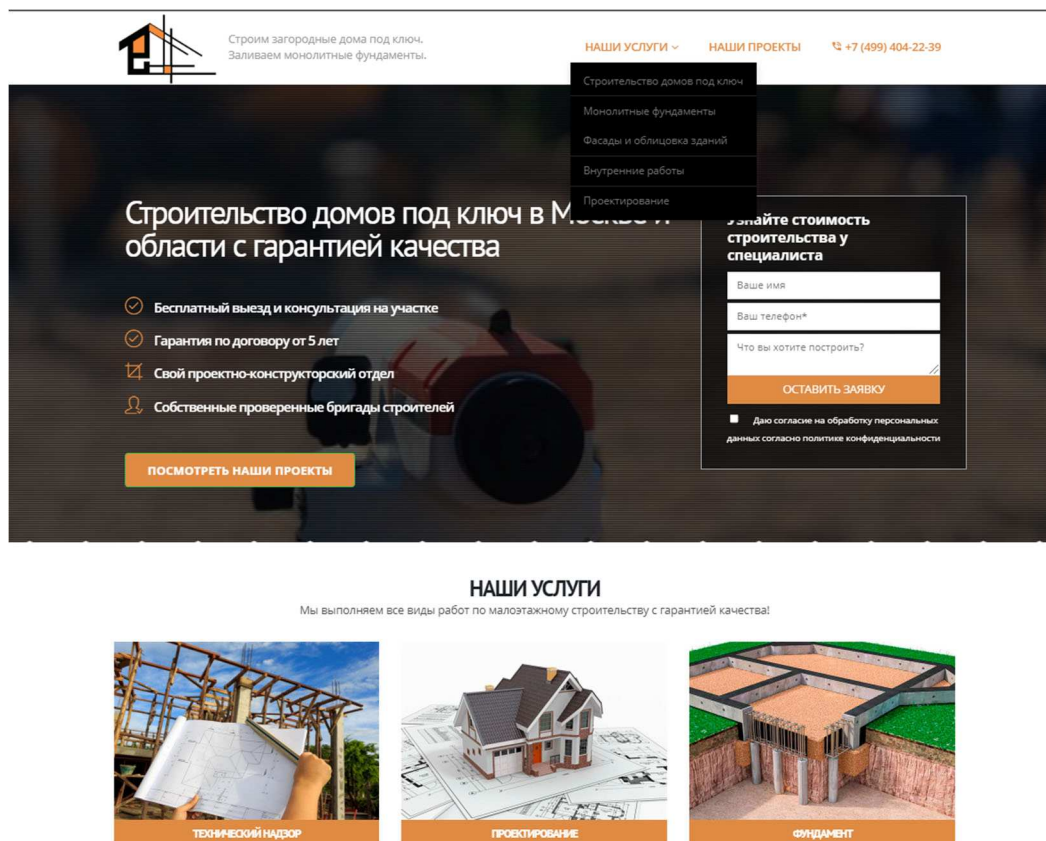 Строим загородные дома под ключ.
Заливаем монолитные фундаменты.
НАШИ УСЛУГИ
НАШИ ПРОЕКТЫ
+7 (499) 404-22-39
Строительство домов под ключ
Монолитные фундаменты
Фасады и облицовка зданий
Внутренние работы
Проектирование
Строительство домов под ключ в Москве и
области с гарантией качества
Бесплатный выезд и консультация на участке
Гарантия по договору от 5 лет
Свой проектно-конструкторский отдел
Собственные проверенные бригады строителей
ПОСМОТРЕТЬ НАШИ ПРОЕКТЫ
Узнайте стоимость
строительства у
специалиста
Ваше имя
Ваш телефон*
Что вы хотите построить?
ОСТАВИТЬ ЗАЯВКУ
Даю согласие на обработку персональных
данных согласно политике конфиденциальности
НАШИ УСЛУГИ
Мы выполняем все виды работ по малоэтажному строительству с гарантией качества!
ТЕХНИЧЕСКИЙ НАДЗОР
ПРОЕКТИРОВАНИЕ
ФУНДАМЕНТ